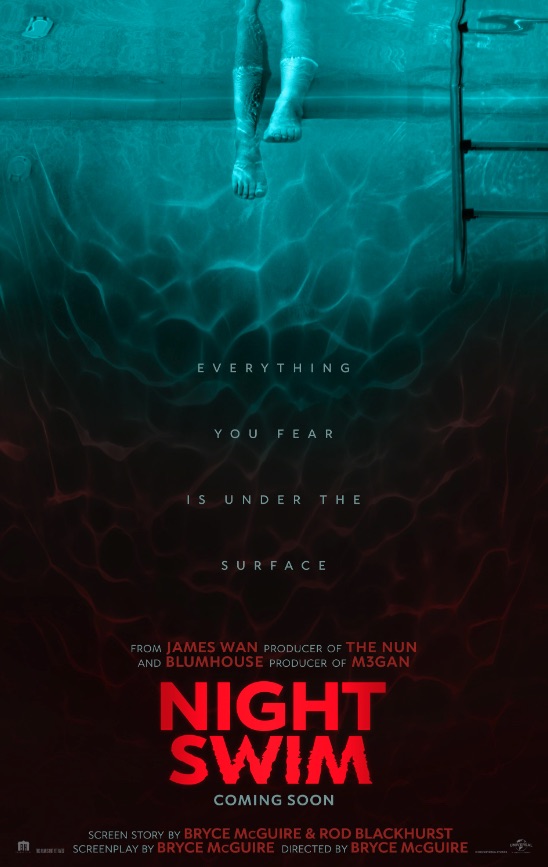 EVERYTHING
YOU FEAR
IS UNDER THE
SURFACE
FROM JAMES WAN PRODUCER OF THE NUN
AND BLUMHOUSE PRODUCER OF M3GAN
NIGHT
SWIM
COMING SOON
SCREEN STORY BY BRYCE McGUIRE & ROD BLACKHURST
SCREENPLAY BY BRYCE McGUIRE DIRECTED BY BRYCE McGUIRE